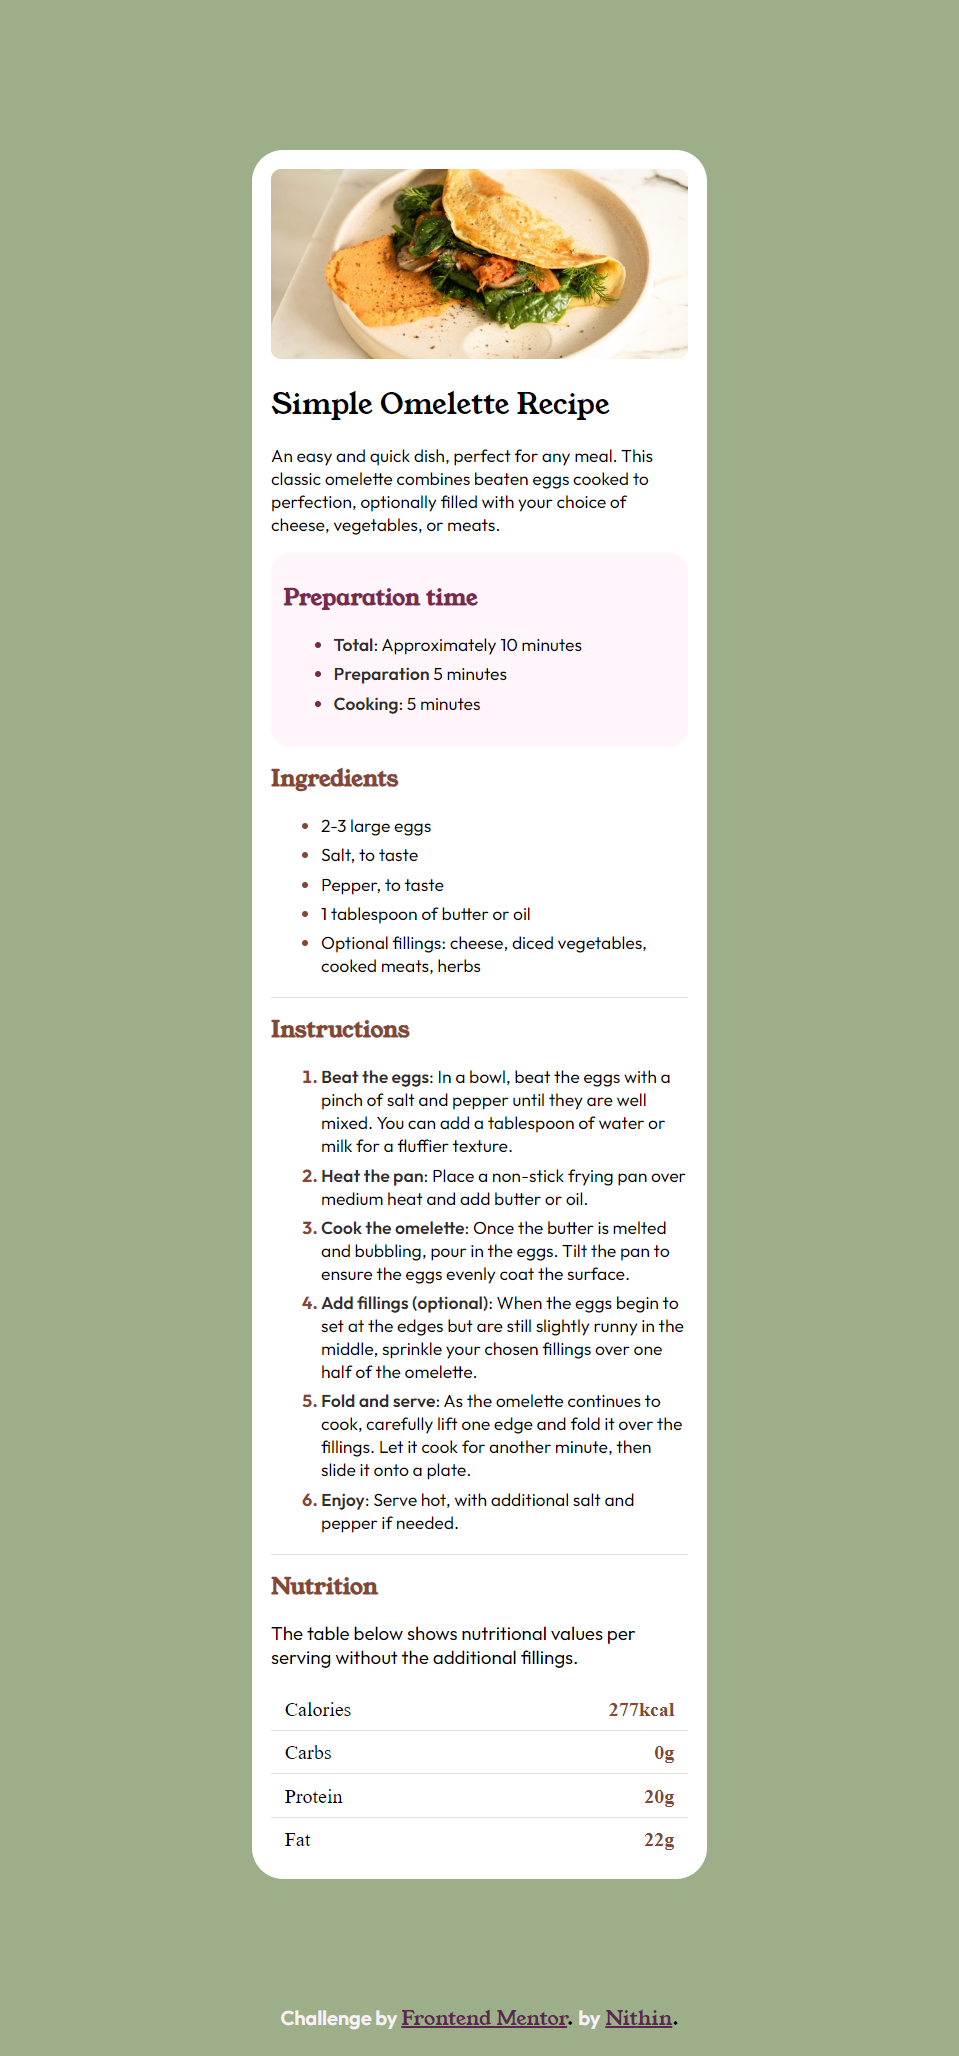 Simple Omelette Recipe
An easy and quick dish, perfect for any meal. This
classic omelette combines beaten eggs cooked to
perfection, optionally filled with your choice of
cheese, vegetables, or meats.
Preparation time
• Total: Approximately 10 minutes
• Preparation 5 minutes
• Cooking: 5 minutes
Ingredients
• 2-3 large eggs
• Salt, to taste
• Pepper, to taste
• 1 tablespoon of butter or oil
• Optional fillings: cheese, diced vegetables,
cooked meats, herbs
Instructions
1. Beat the eggs: In a bowl, beat the eggs with a
pinch of salt and pepper until they are well
mixed. You can add a tablespoon of water or
milk for a fluffier texture.
2. Heat the pan: Place a non-stick frying pan over
medium heat and add butter or oil.
3. Cook the omelette: Once the butter is melted
and bubbling, pour in the eggs. Tilt the pan to
ensure the eggs evenly coat the surface.
4. Add fillings (optional): When the eggs begin to
set at the edges but are still slightly runny in the
middle, sprinkle your chosen fillings over one
half of the omelette.
5. Fold and serve: As the omelette continues to
cook, carefully lift one edge and fold it over the
fillings. Let it cook for another minute, then
slide it onto a plate.
6. Enjoy: Serve hot, with additional salt and
pepper if needed.
Nutrition
The table below shows nutritional values per
serving without the additional fillings.
Calories 277kcal
Carbs 0g
Protein 20g
Fat 22g
Challenge by Frontend Mentor. by Nithin.